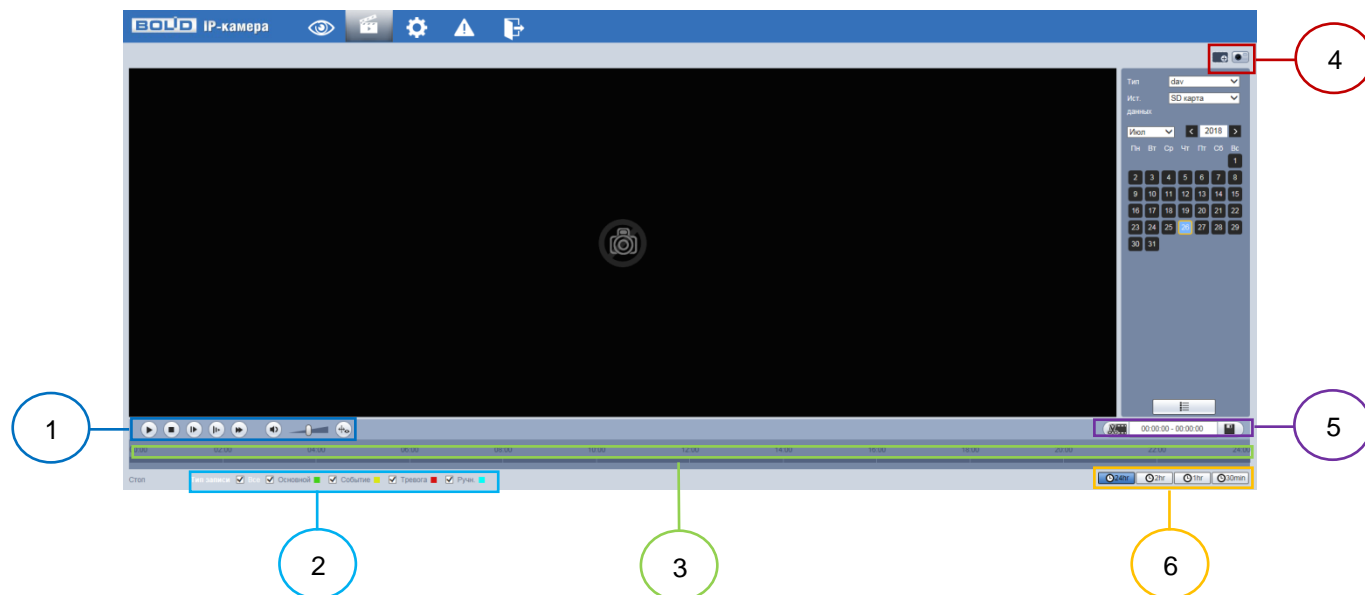 BOLID IP-камера
4
Тип dav
Ист. данных SD карта
Июл 2018
Пн Вт Ср Чт Пт Сб Вс
1
2 3 4 5 6 7 8
9 10 11 12 13 14 15
16 17 18 19 20 21 22
23 24 25 26 27 28 29
30 31
1
00:00:00 - 00:00:00
5
0:00 02:00 04:00 06:00 08:00 10:00 12:00 14:00 16:00 18:00 20:00 22:00 24:00
Стоп Тип записи Все Основной Событие Тревога Ручн. 24hr 2hr 1hr 30min
2
3
6